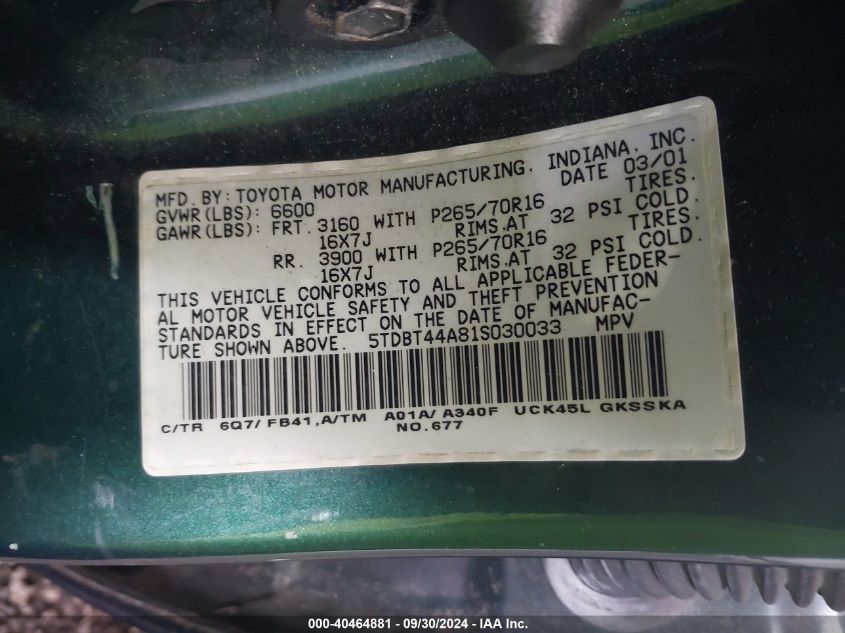 MFD. BY: TOYOTA MOTOR MANUFACTURING, INDIANA, INC.
GVWR(LBS): 6600 DATE 03/01
GAWR(LBS): FRT. 3160 WITH P265/70R16 TIRES,
16X7J RIMS,AT 32 PSI COLD.
RR. 3900 WITH P265/70R16 TIRES,
16X7J RIMS,AT 32 PSI COLD.
THIS VEHICLE CONFORMS TO ALL APPLICABLE FEDER-
AL MOTOR VEHICLE SAFETY AND THEFT PREVENTION
STANDARDS IN EFFECT ON THE DATE OF MANUFAC-
TURE SHOWN ABOVE. 5TDBT44A81S030033 MPV
C/TR 6Q7/ FB41,A/TM A01A/ A340F UCK45L GKSSKA
NO.677
000-40464881 - 09/30/2024 - IAA Inc.